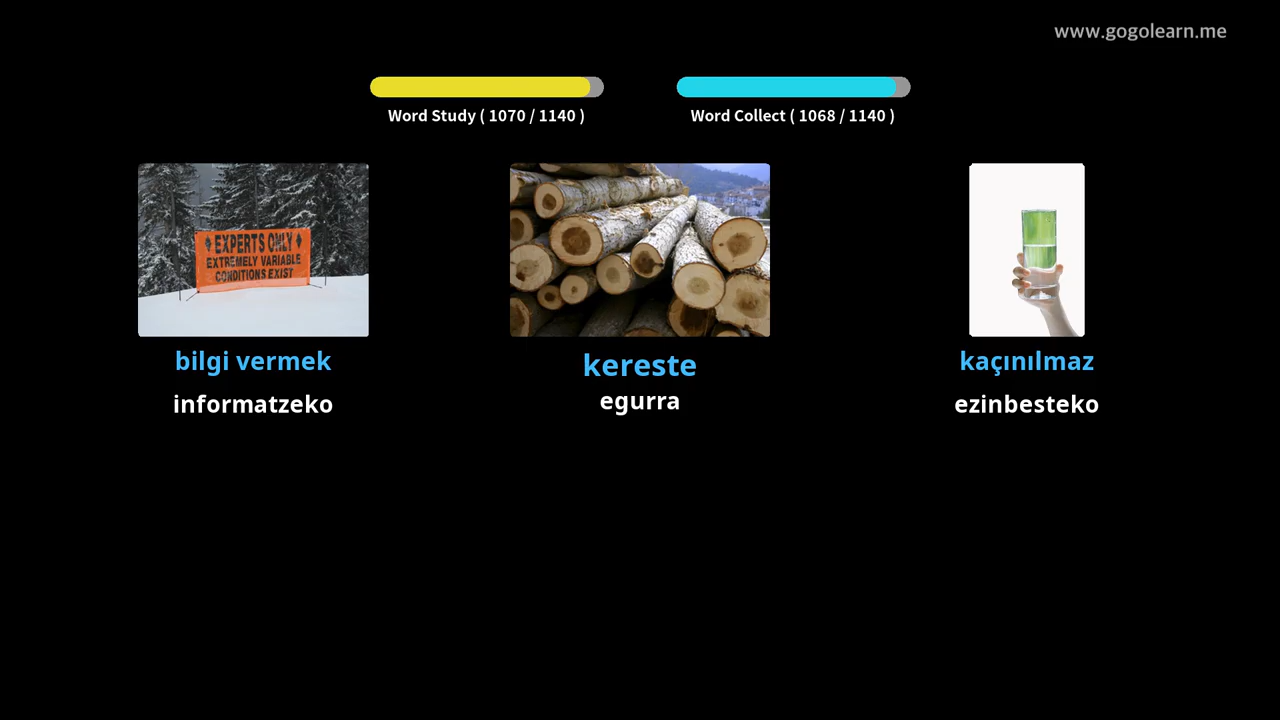 www.gogolearn.me
Word Study ( 1070 / 1140 )
Word Collect ( 1068 / 1140 )
EXPERTS ONLY
EXTREMELY VARIABLE
CONDITIONS EXIST
bilgi vermek
informatzeko
kereste
egurra
kaçınılmaz
ezinbesteko